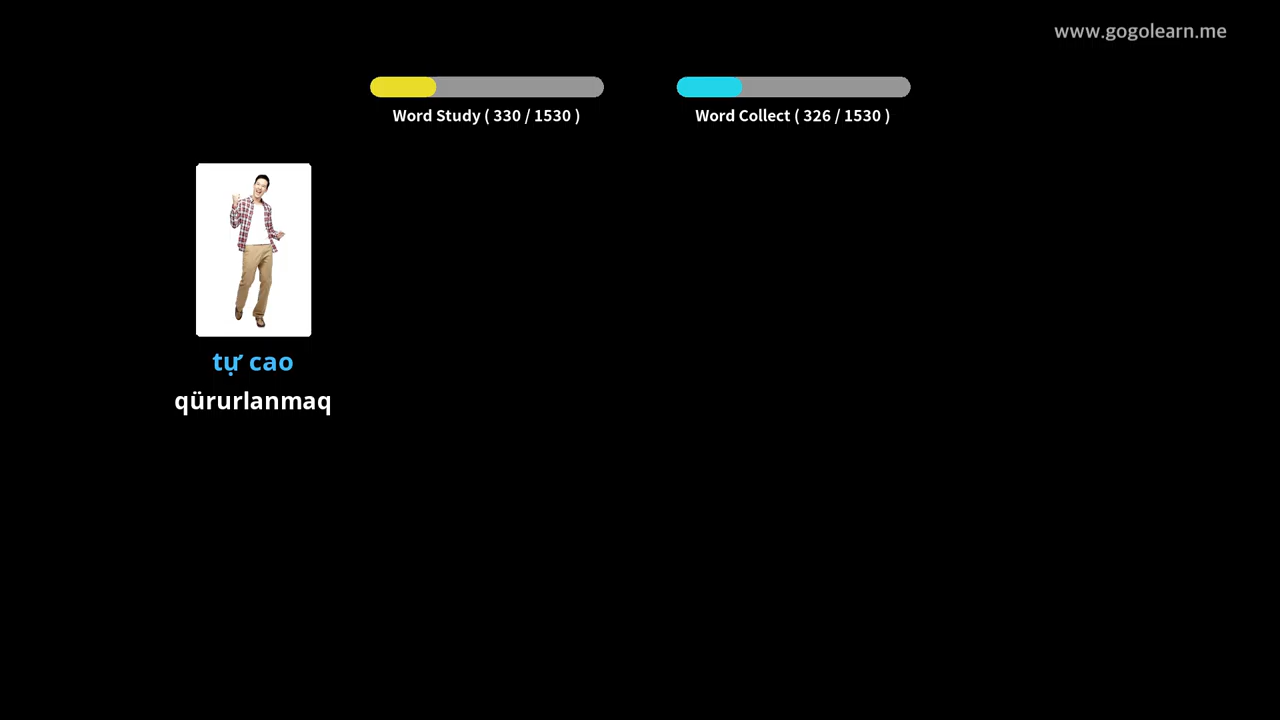 www.gogolearn.me
Word Study ( 330 / 1530 )
Word Collect ( 326 / 1530 )
tự cao
qürurlanmaq